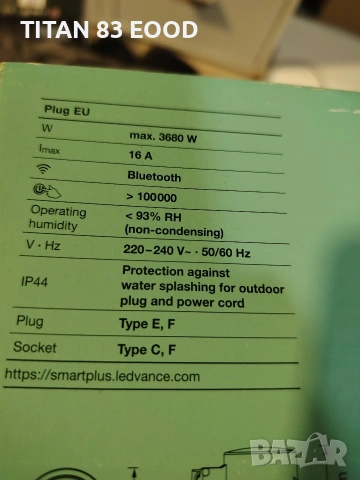 TITAN 83 EOOD
Plug EU
W max. 3680 W
Imax 16 A
Bluetooth
> 100000
Operating humidity < 93% RH (non-condensing)
V · Hz 220–240 V~ · 50/60 Hz
IP44 Protection against water splashing for outdoor plug and power cord
Plug Type E, F
Socket Type C, F
https://smartplus.ledvance.com
bazar